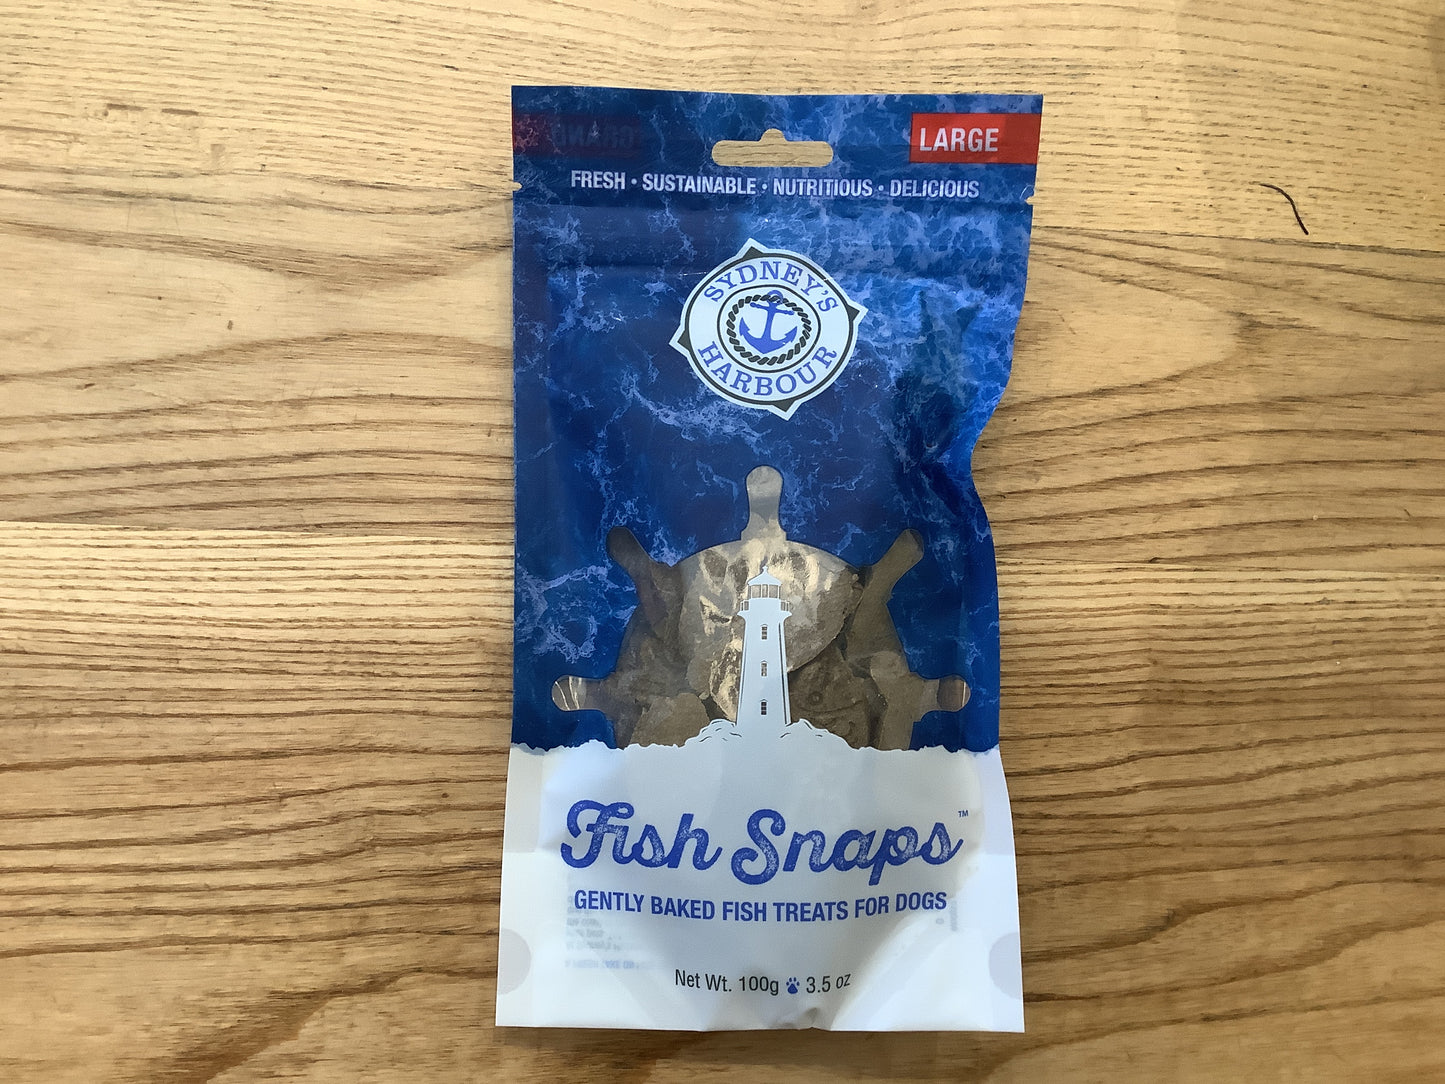 LARGE
FRESH • SUSTAINABLE • NUTRITIOUS • DELICIOUS
SYDNEY'S
HARBOUR
Fish Snaps™
GENTLY BAKED FISH TREATS FOR DOGS
Net Wt. 100g 3.5 oz